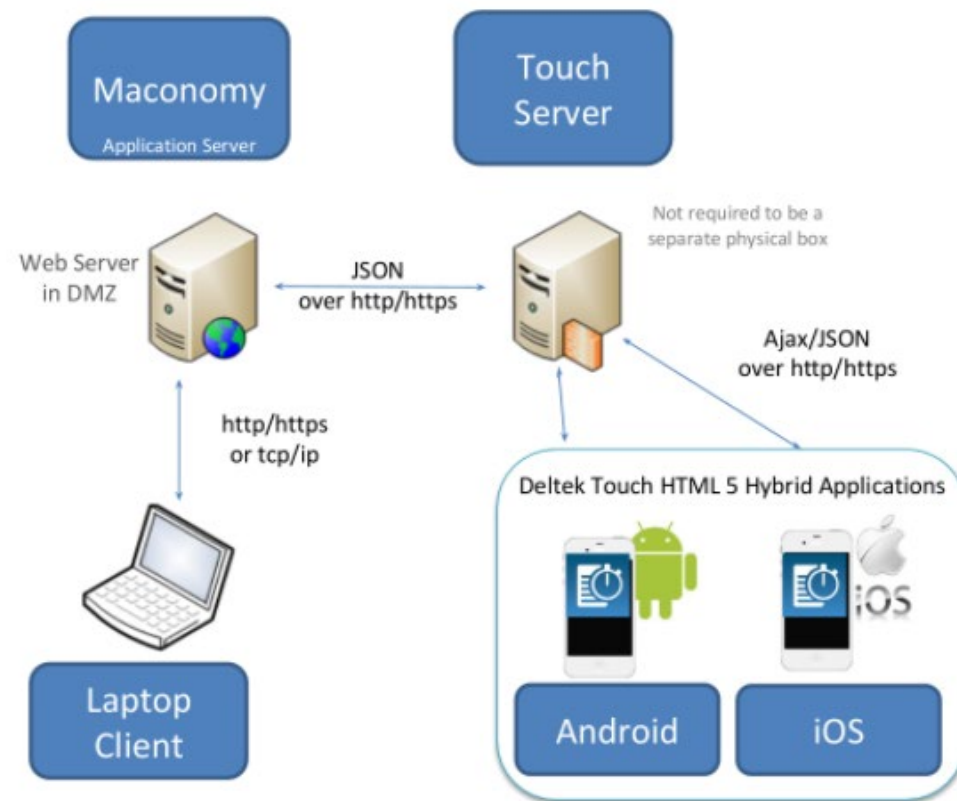 Maconomy
Application Server
Touch
Server
Not required to be a
separate physical box
Web Server
in DMZ
JSON
over http/https
Ajax/JSON
over http/https
http/https
or tcp/ip
Deltek Touch HTML 5 Hybrid Applications
iOS
Laptop
Client
Android
iOS